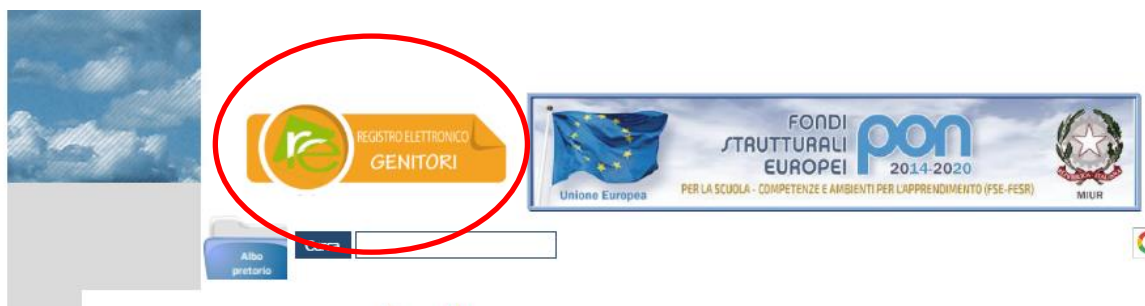 re
REGISTRO ELETTRONICO
GENITORI
FONDI
STRUTTURALI
EUROPEI
pon
2014-2020
PER LA SCUOLA - COMPETENZE E AMBIENTI PER L'APPRENDIMENTO (FSE-FESR)
Unione Europea
MIUR
Albo
pretorio